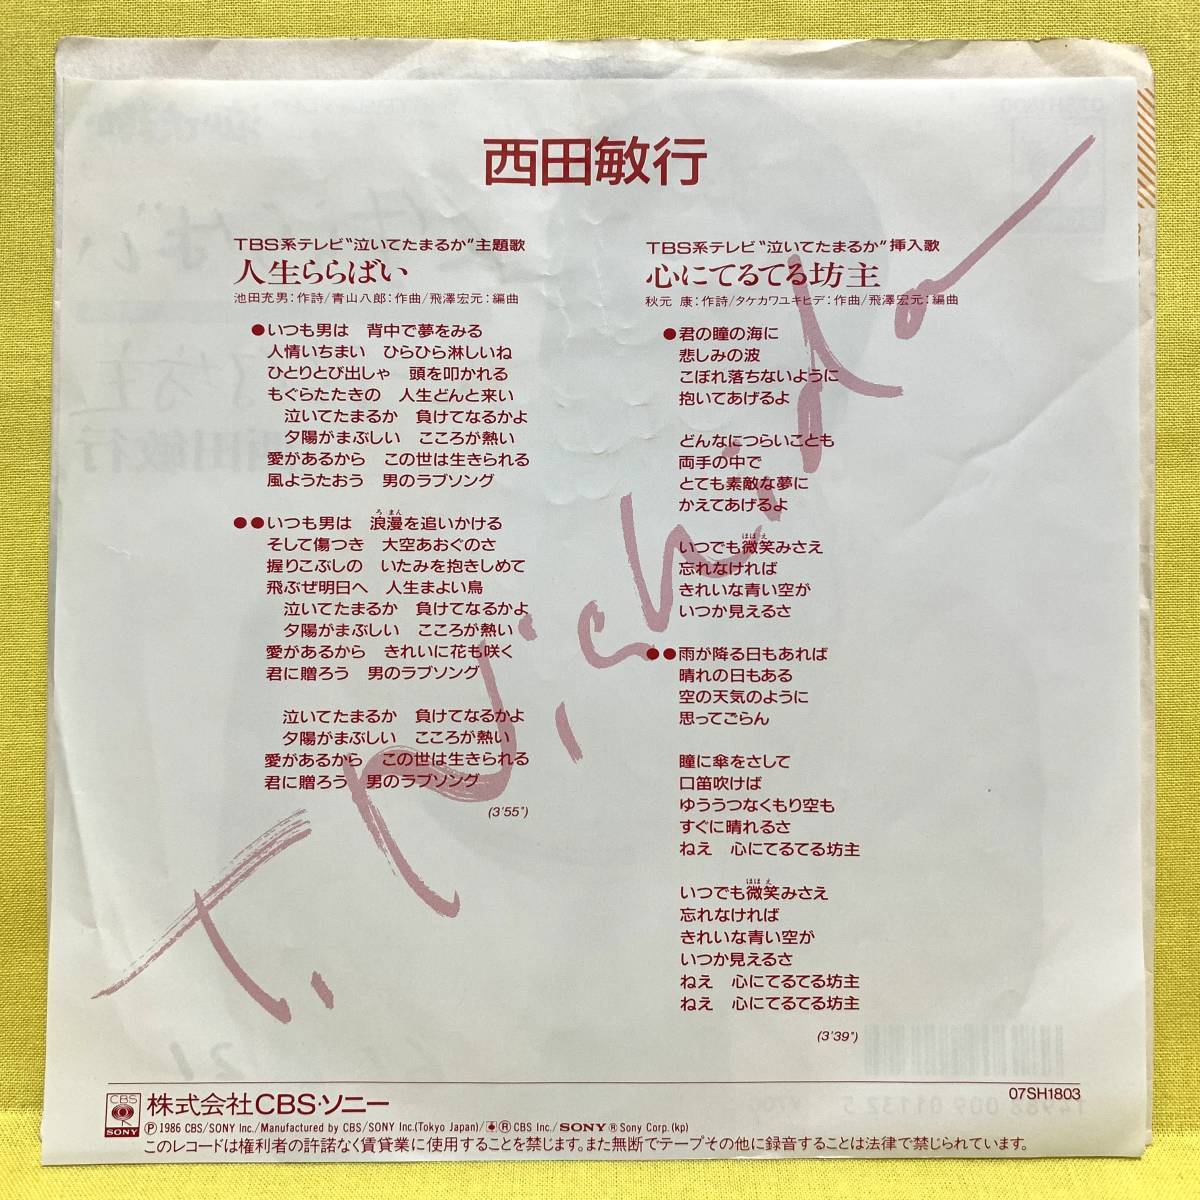 西田敏行
TBS系テレビ“泣いてたまるか”主題歌
人生ららばい
池田充男:作詩/青山八郎:作曲/飛澤宏元:編曲
●いつも男は　背中で夢をみる
人情いちまい　ひらひら淋しいね
ひとりとび出しゃ　頭を叩かれる
もぐらたたきの　人生どんと来い
泣いてたまるか　負けてなるかよ
夕陽がまぶしい　こころが熱い
愛があるから　この世は生きられる
風ようたおう　男のラブソング
ろまん
●●いつも男は　浪漫を追いかける
そして傷つき　大空あおぐのさ
握りこぶしの　いたみを抱きしめて
飛ぶぜ明日へ　人生まよい鳥
泣いてたまるか　負けてなるかよ
夕陽がまぶしい　こころが熱い
愛があるから　きれいに花も咲く
君に贈ろう　男のラブソング
泣いてたまるか　負けてなるかよ
夕陽がまぶしい　こころが熱い
愛があるから　この世は生きられる
君に贈ろう　男のラブソング
(3'55")
TBS系テレビ“泣いてたまるか”挿入歌
心にてるてる坊主
秋元 康:作詩/タケカワユキヒデ:作曲/飛澤宏元:編曲
●君の瞳の海に
悲しみの波
こぼれ落ちないように
抱いてあげるよ
どんなにつらいことも
両手の中で
とても素敵な夢に
かえてあげるよ
ほほえ
いつでも微笑みさえ
忘れなければ
きれいな青い空が
いつか見えるさ
●●雨が降る日もあれば
晴れの日もある
空の天気のように
思ってごらん
瞳に傘をさして
口笛吹けば
ゆううつなくもり空も
すぐに晴れるさ
ねえ　心にてるてる坊主
ほほえ
いつでも微笑みさえ
忘れなければ
きれいな青い空が
いつか見えるさ
ねえ　心にてるてる坊主
ねえ　心にてるてる坊主
(3'39")
T. Nishida
07SH1803
CBS
SONY
株式会社CBS・ソニー
Ⓟ1986 CBS/SONY Inc./Manufactured by CBS/SONY Inc.(Tokyo Japan)/®CBS Inc./SONY®Sony Corp.(kp)
このレコードは権利者の許諾なく賃貸業に使用することを禁じます。また無断でテープその他に録音することは法律で禁じられています。